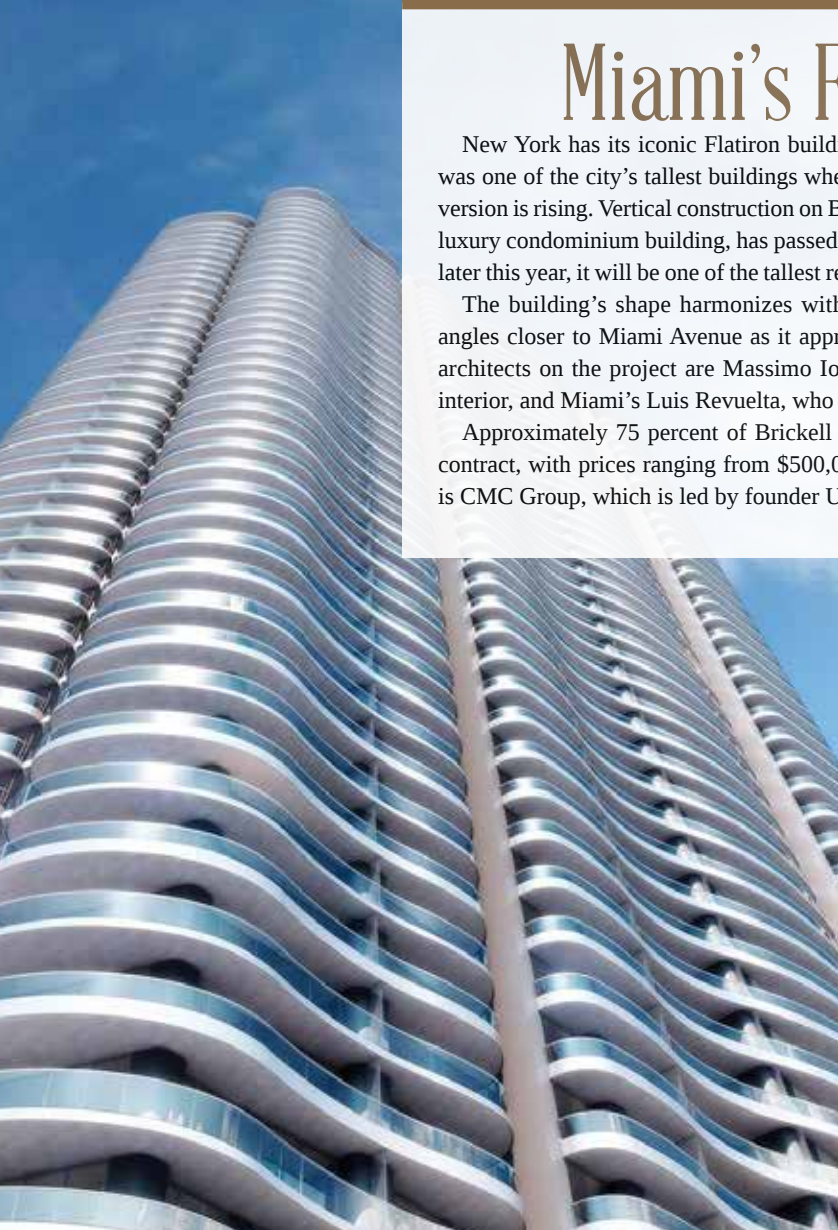 Miami's F
New York has its iconic Flatiron build
was one of the city's tallest buildings whe
version is rising. Vertical construction on B
luxury condominium building, has passed
later this year, it will be one of the tallest re
The building's shape harmonizes with
angles closer to Miami Avenue as it appr
architects on the project are Massimo Io
interior, and Miami's Luis Revuelta, who
Approximately 75 percent of Brickell
contract, with prices ranging from $500,0
is CMC Group, which is led by founder U